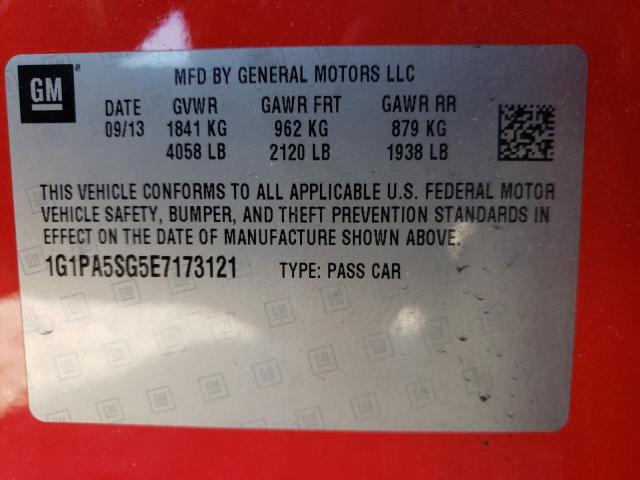 GM ®
MFD BY GENERAL MOTORS LLC
DATE GVWR GAWR FRT GAWR RR
09/13 1841 KG 962 KG 879 KG
4058 LB 2120 LB 1938 LB
THIS VEHICLE CONFORMS TO ALL APPLICABLE U.S. FEDERAL MOTOR
VEHICLE SAFETY, BUMPER, AND THEFT PREVENTION STANDARDS IN
EFFECT ON THE DATE OF MANUFACTURE SHOWN ABOVE.
1G1PA5SG5E7173121 TYPE: PASS CAR